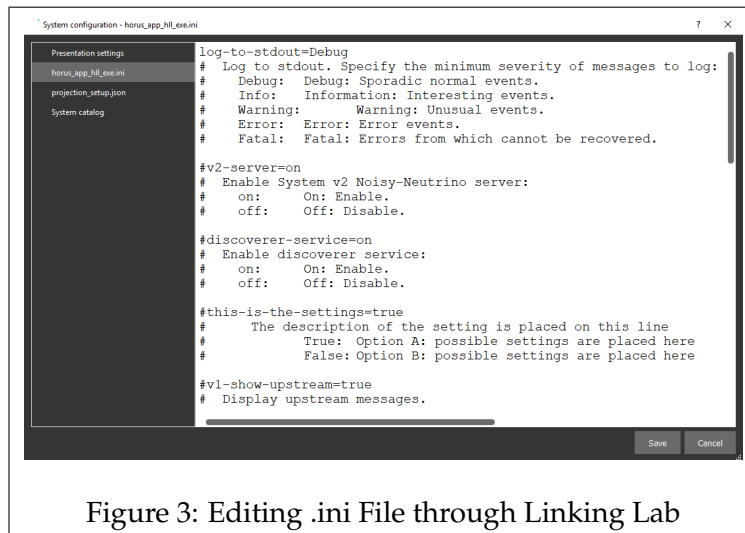 System configuration - horus_app_hll_exe.ini
? ×
Presentation settings
horus_app_hll_exe.ini
projection_setup.json
System catalog
log-to-stdout=Debug
#  Log to stdout. Specify the minimum severity of messages to log:
#    Debug:  Debug: Sporadic normal events.
#    Info:   Information: Interesting events.
#    Warning:      Warning: Unusual events.
#    Error:  Error: Error events.
#    Fatal:  Fatal: Errors from which cannot be recovered.
#v2-server=on
#  Enable System v2 Noisy-Neutrino server:
#    on:     On: Enable.
#    off:    Off: Disable.
#discoverer-service=on
#  Enable discoverer service:
#    on:     On: Enable.
#    off:    Off: Disable.
#this-is-the-settings=true
#     The description of the setting is placed on this line
#            True:  Option A: possible settings are placed here
#            False: Option B: possible settings are placed here
#v1-show-upstream=true
#  Display upstream messages.
Save Cancel
Figure 3: Editing .ini File through Linking Lab